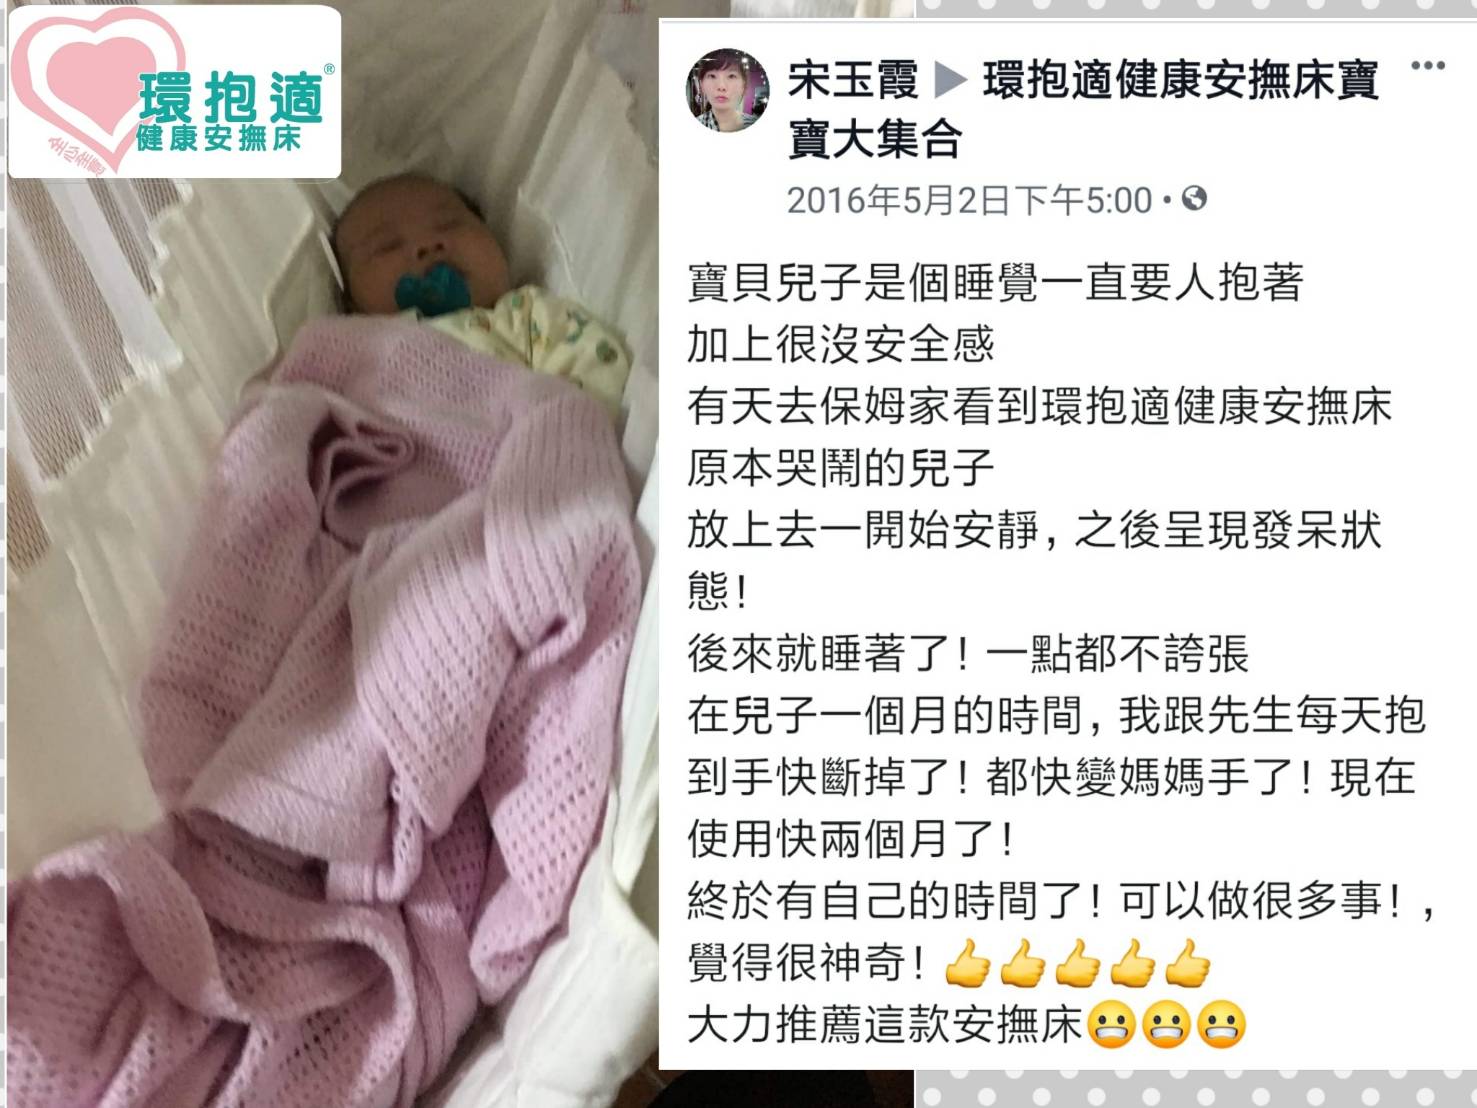 環抱適®
健康安撫床
全心全意
宋玉霞 ▶ 環抱適健康安撫床寶
寶大集合
2016年5月2日下午5:00 •
寶貝兒子是個睡覺一直要人抱著
加上很沒安全感
有天去保姆家看到環抱適健康安撫床
原本哭鬧的兒子
放上去一開始安靜, 之後呈現發呆狀
態!
後來就睡著了! 一點都不誇張
在兒子一個月的時間, 我跟先生每天抱
到手快斷掉了! 都快變媽媽手了! 現在
使用快兩個月了!
終於有自己的時間了! 可以做很多事! ,
覺得很神奇! 👍👍👍👍👍
大力推薦這款安撫床😬😬😬